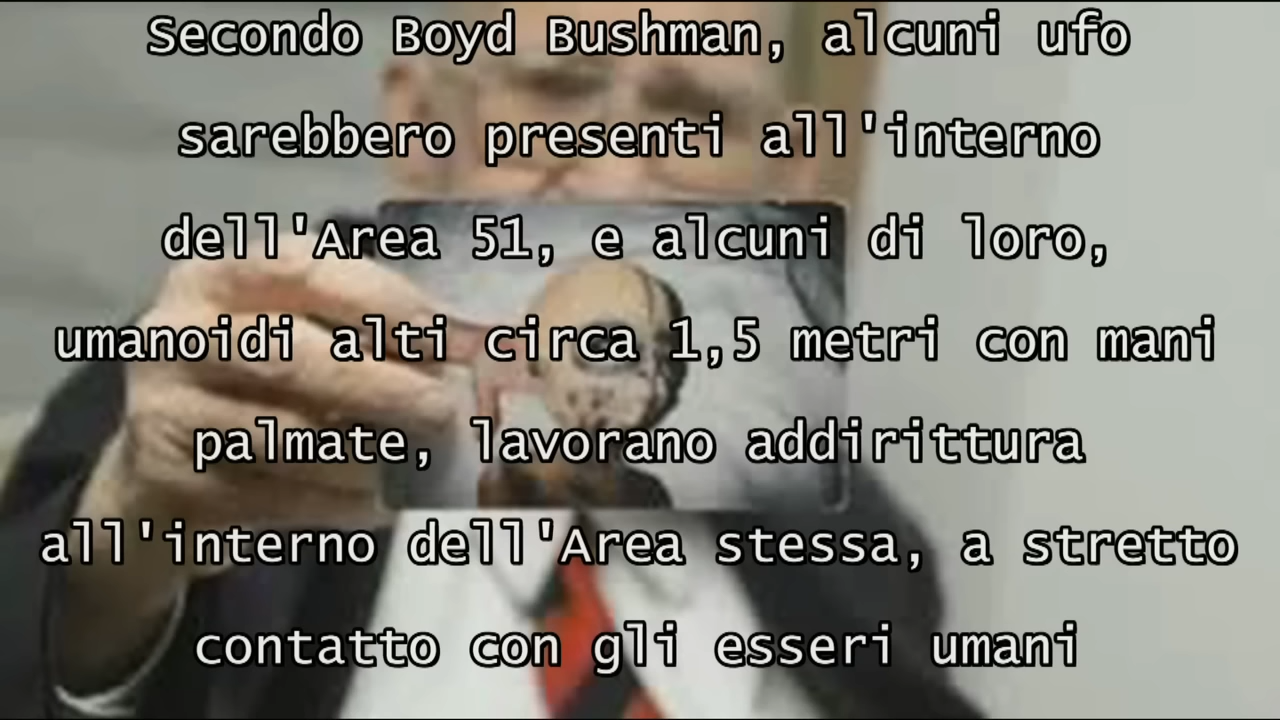 Secondo Boyd Bushman, alcuni ufo
sarebbero presenti all'interno
dell'Area 51, e alcuni di loro,
umanoidi alti circa 1,5 metri con mani
palmate, lavorano addirittura
all'interno dell'Area stessa, a stretto
contatto con gli esseri umani